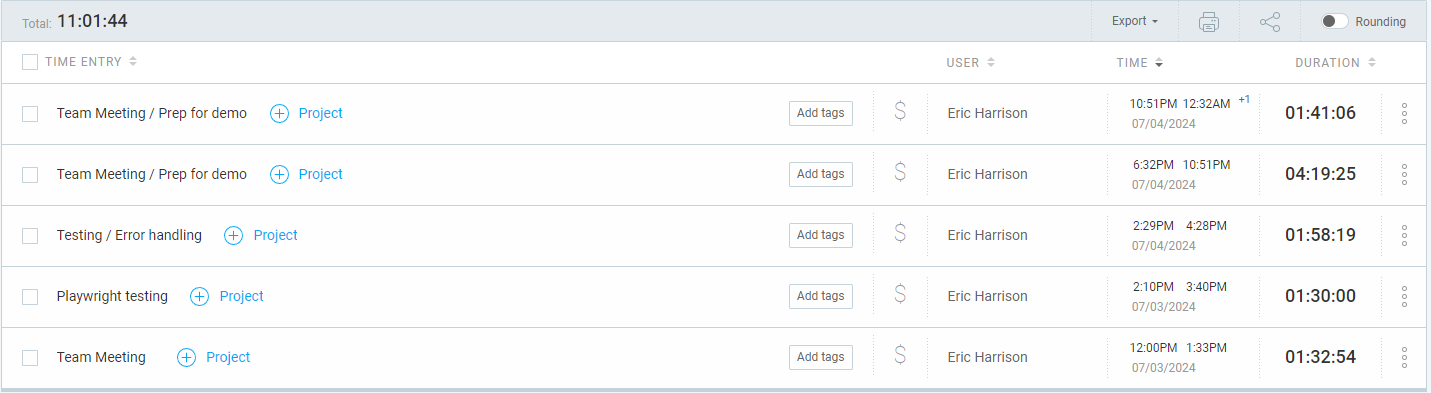 Total: 11:01:44 Export Rounding
TIME ENTRY USER TIME DURATION
Team Meeting / Prep for demo Project Add tags $ Eric Harrison 10:51PM 12:32AM +1 01:41:06
07/04/2024
Team Meeting / Prep for demo Project Add tags $ Eric Harrison 6:32PM 10:51PM 04:19:25
07/04/2024
Testing / Error handling Project Add tags $ Eric Harrison 2:29PM 4:28PM 01:58:19
07/04/2024
Playwright testing Project Add tags $ Eric Harrison 2:10PM 3:40PM 01:30:00
07/03/2024
Team Meeting Project Add tags $ Eric Harrison 12:00PM 1:33PM 01:32:54
07/03/2024